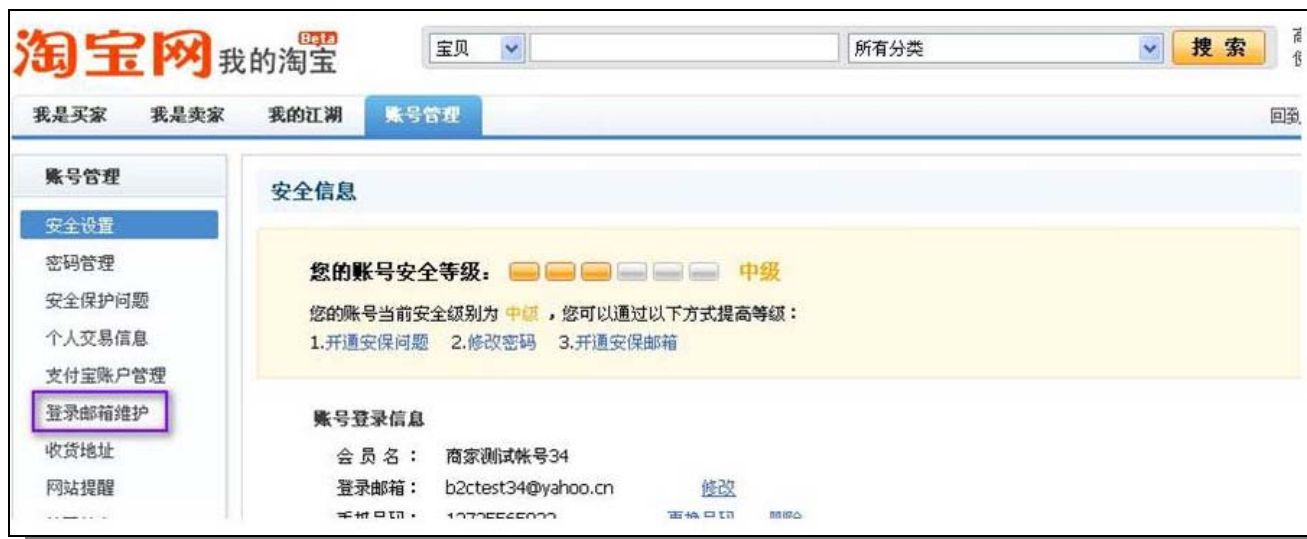 淘宝网 我的淘宝 Beta 宝贝 所有分类 搜索
我是买家 我是卖家 我的江湖 账号管理 回到
账号管理
安全设置
密码管理
安全保护问题
个人交易信息
支付宝账户管理
登录邮箱维护
收货地址
网站提醒
安全信息
您的账号安全等级： 中级
您的账号当前安全级别为 中级 ，您可以通过以下方式提高等级：
1.开通安保问题 2.修改密码 3.开通安保邮箱
账号登录信息
会 员 名： 商家测试帐号34
登录邮箱： b2ctest34@yahoo.cn 修改